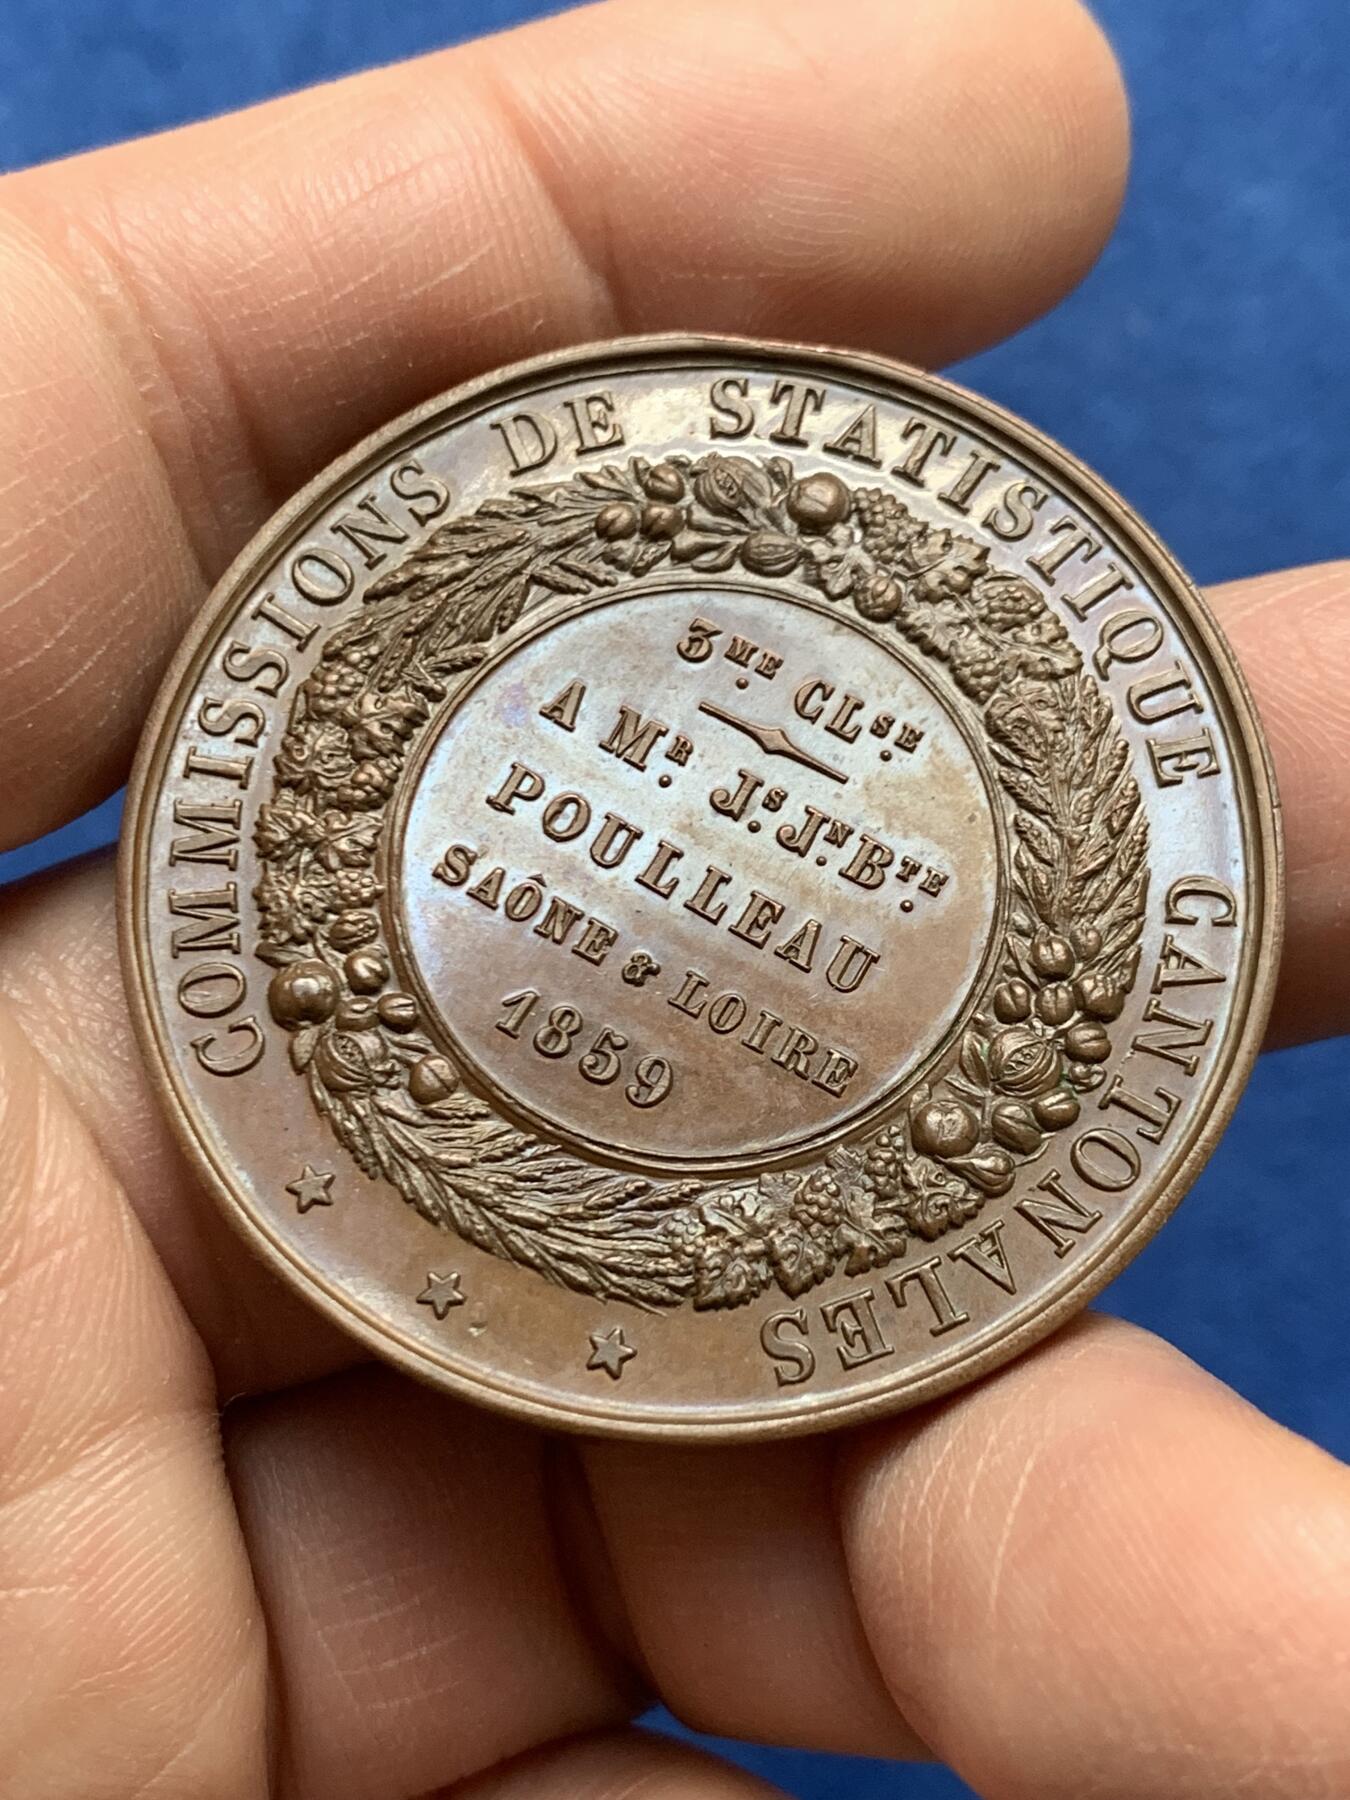 COMMISSIONS DE STATISTIQUE CANTONALES
3ME CLSE
A MR JS JN BTE
POULLEAU
SAÔNE & LOIRE
1859